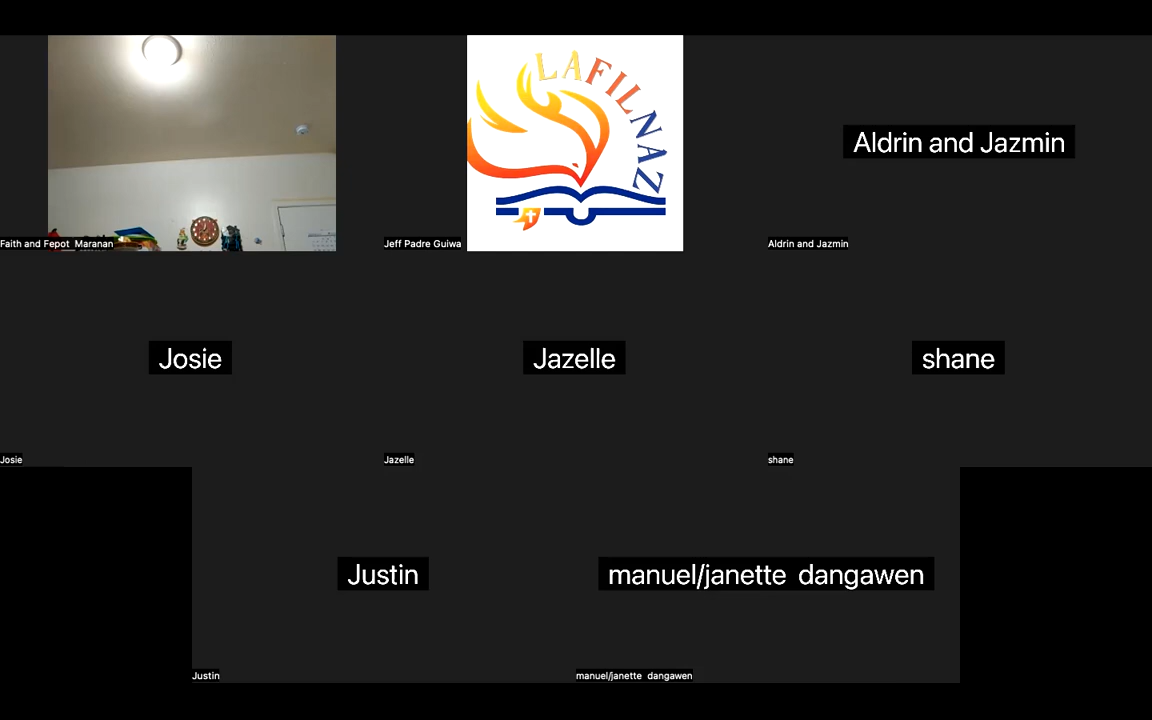 LAFILNAZ
Aldrin and Jazmin
Faith and Fepot Maranan
Jeff Padre Guiwa
Aldrin and Jazmin
Josie
Jazelle
shane
Josie
Jazelle
shane
Justin
manuel/janette dangawen
Justin
manuel/janette dangawen